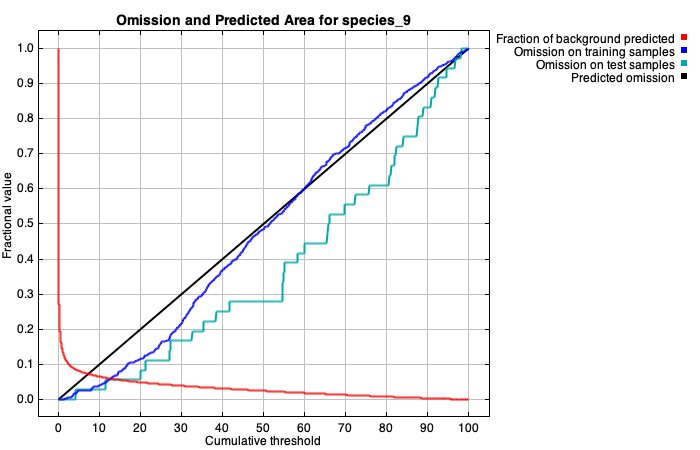 Omission and Predicted Area for species_9
Fraction of background predicted
Omission on training samples
Omission on test samples
Predicted omission
Fractional value
1.0
0.9
0.8
0.7
0.6
0.5
0.4
0.3
0.2
0.1
0.0
0 10 20 30 40 50 60 70 80 90 100
Cumulative threshold